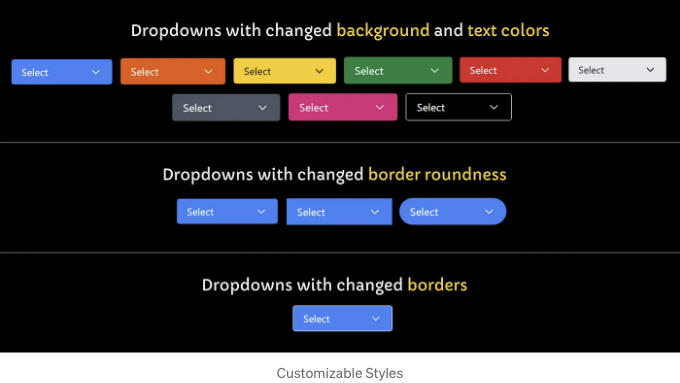 Dropdowns with changed background and text colors
Select Select Select Select Select Select
Select Select Select
Dropdowns with changed border roundness
Select Select Select
Dropdowns with changed borders
Select
Customizable Styles